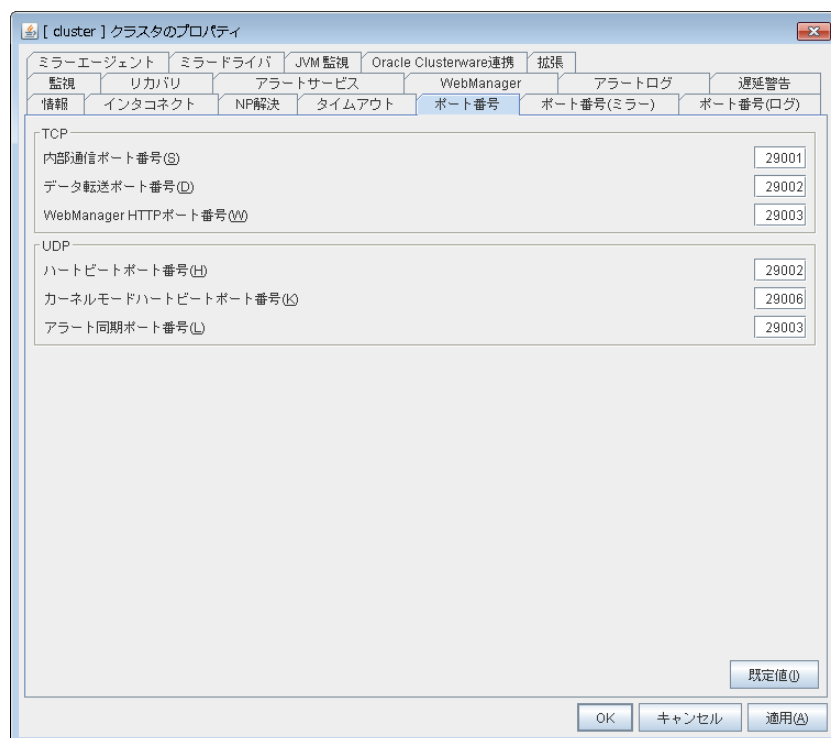 [ cluster ] クラスタのプロパティ
ミラーエージェント ミラードライバ JVM監視 Oracle Clusterware連携 拡張
監視 リカバリ アラートサービス WebManager アラートログ 遅延警告
情報 インタコネクト NP解決 タイムアウト ポート番号 ポート番号(ミラー) ポート番号(ログ)
TCP
内部通信ポート番号(S) 29001
データ転送ポート番号(D) 29002
WebManager HTTPポート番号(W) 29003
UDP
ハートビートポート番号(H) 29002
カーネルモードハートビートポート番号(K) 29006
アラート同期ポート番号(L) 29003
既定値(I)
OK キャンセル 適用(A)